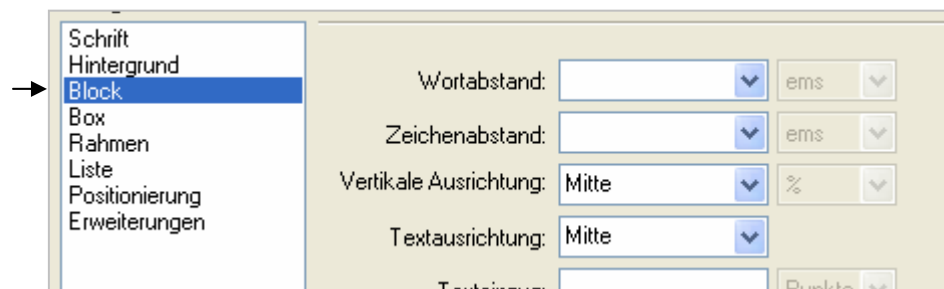 Schrift
Hintergrund
Block
Box
Rahmen
Liste
Positionierung
Erweiterungen
Wortabstand: ems
Zeichenabstand: ems
Vertikale Ausrichtung: Mitte %
Textausrichtung: Mitte